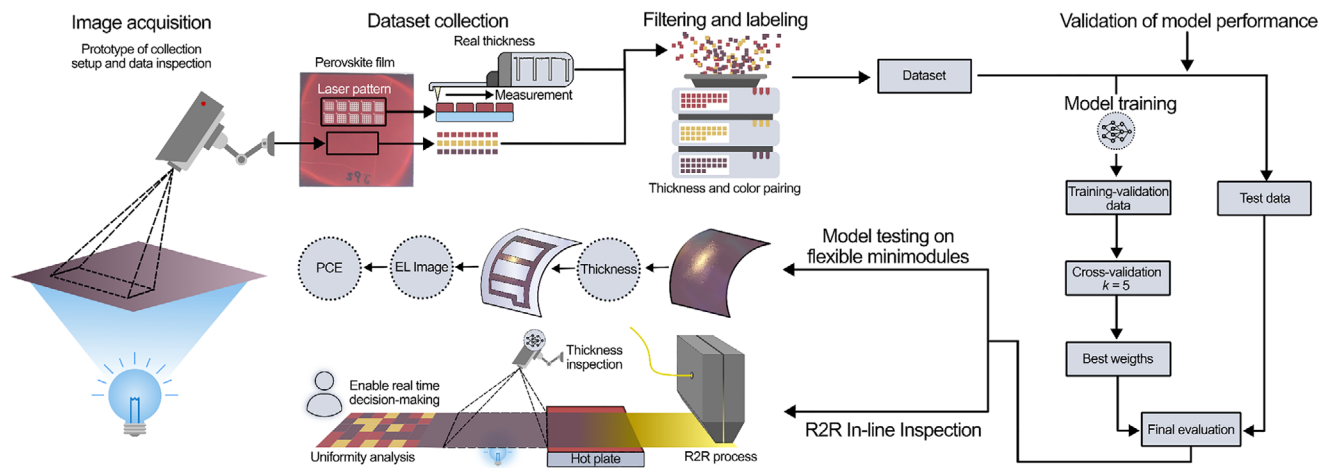 Image acquisition
Prototype of collection
setup and data inspection
Dataset collection
Real thickness
Perovskite film
Laser pattern
Measurement
Filtering and labeling
Thickness and color pairing
Dataset
Validation of model performance
Model training
Training-validation
data
Test data
Cross-validation
k = 5
Best weigths
Final evaluation
Model testing on
flexible minimodules
PCE
EL Image
Thickness
Thickness
inspection
Enable real time
decision-making
R2R In-line Inspection
Uniformity analysis
Hot plate
R2R process